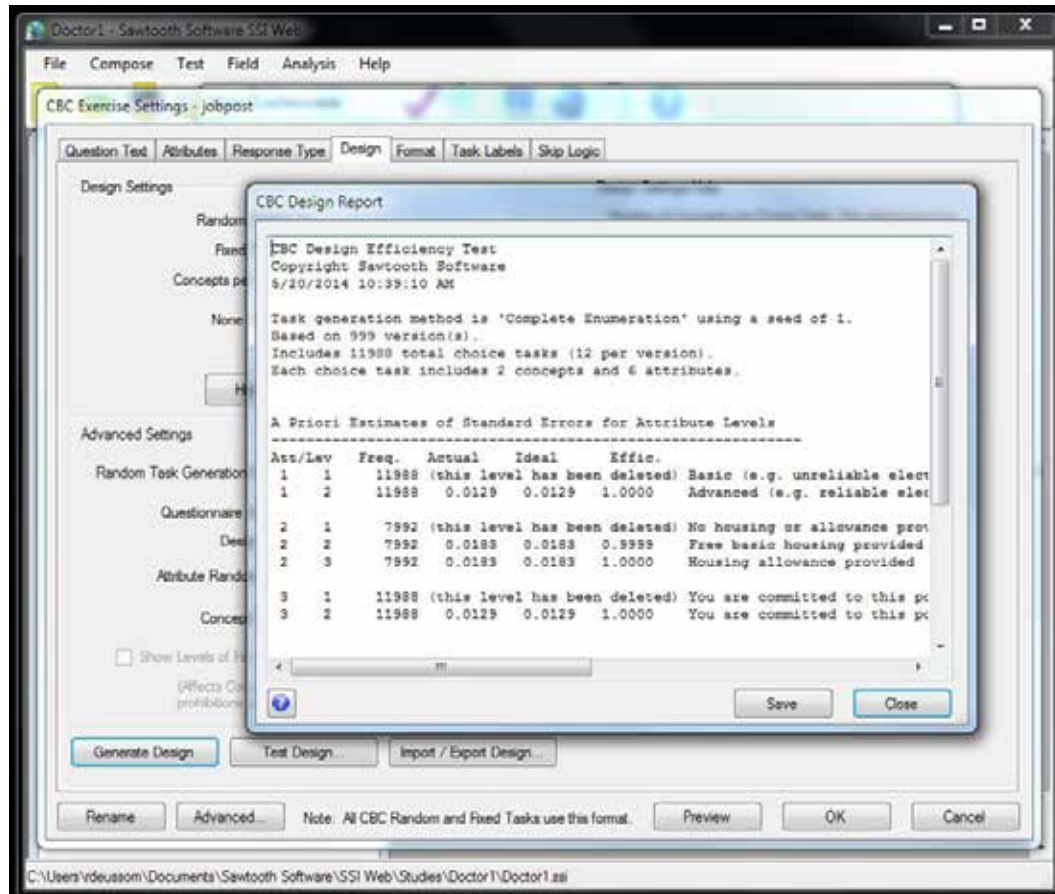 Doctor1 - Sawtooth Software SSI Web
File Compose Test Field Analysis Help
CBC Exercise Settings - jobpost
Question Text Attributes Response Type Design Format Task Labels Skip Logic
Design Settings
CBC Design Report
Random
Fixed
Concepts pe
None
H
Advanced Settings
Random Task Generation
Questionnaire
Des
Attribute Rando
Concep
Show Levels of
(Affects Co
prohibitions
CBC Design Efficiency Test
Copyright Sawtooth Software
6/20/2014 10:39:10 AM
Task generation method is 'Complete Enumeration' using a seed of 1.
Based on 999 version(s).
Includes 11988 total choice tasks (12 per version).
Each choice task includes 2 concepts and 6 attributes.
A Priori Estimates of Standard Errors for Attribute Levels
-------------------------------------------------------------
Att/Lev Freq. Actual Ideal Effic.
1 1 11988 (this level has been deleted) Basic (e.g. unreliable elect
1 2 11988 0.0129 0.0129 1.0000 Advanced (e.g. reliable elec
2 1 7992 (this level has been deleted) No housing or allowance prov
2 2 7992 0.0183 0.0183 0.9999 Free basic housing provided
2 3 7992 0.0183 0.0183 1.0000 Housing allowance provided
3 1 11988 (this level has been deleted) You are committed to this po
3 2 11988 0.0129 0.0129 1.0000 You are committed to this po
Save Close
Generate Design Test Design... Import / Export Design...
Rename Advanced... Note: All CBC Random and Fixed Tasks use this format. Preview OK Cancel
C:\Users\rdeussom\Documents\Sawtooth Software\SSI Web\Studies\Doctor1\Doctor1.ssi